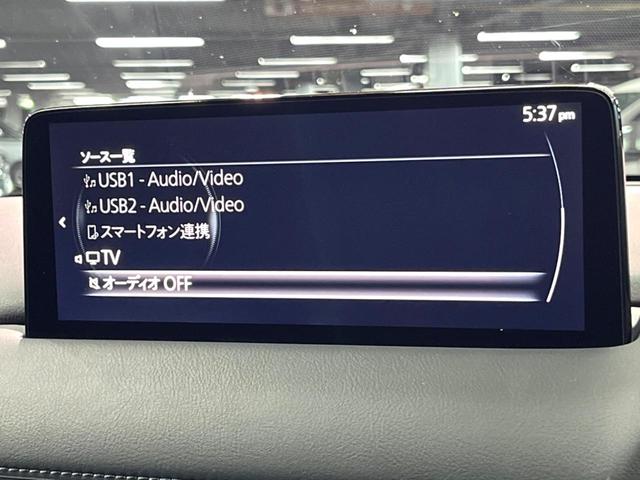 5:37 pm
ソース一覧
USB1 - Audio/Video
USB2 - Audio/Video
スマートフォン連携
TV
オーディオ OFF